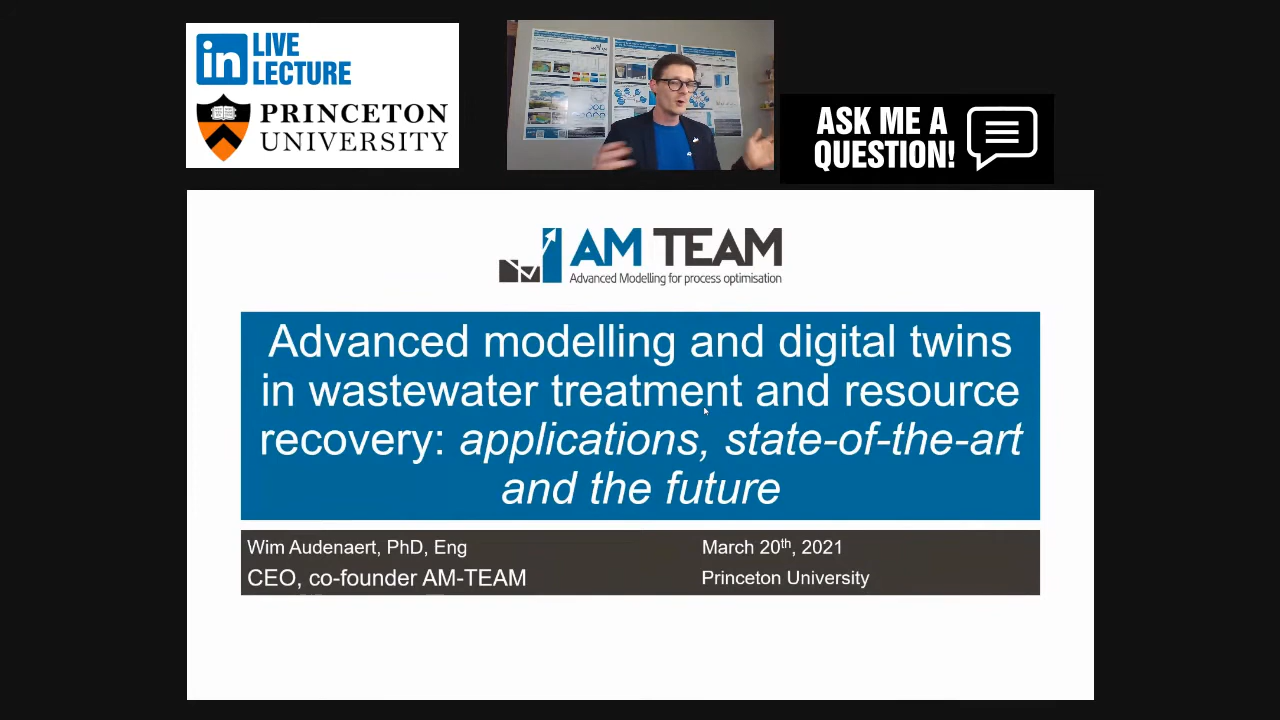 in LIVE
LECTURE
PRINCETON
UNIVERSITY
ASK ME A
QUESTION!
AM TEAM
Advanced Modelling for process optimisation
Advanced modelling and digital twins
in wastewater treatment and resource
recovery: applications, state-of-the-art
and the future
Wim Audenaert, PhD, Eng
CEO, co-founder AM-TEAM
March 20th, 2021
Princeton University